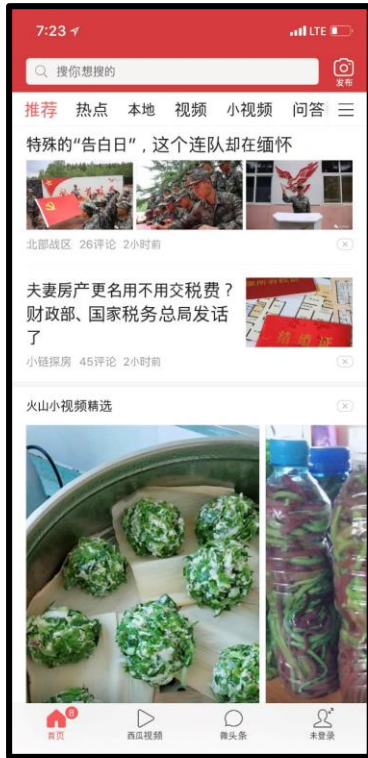 7:23
LTE
搜你想搜的
发布
推荐 热点 本地 视频 小视频 问答
特殊的“告白日”，这个连队却在缅怀
北部战区 26评论 2小时前
夫妻房产更名用不用交税费？
财政部、国家税务总局发话
了
结婚证
小链探房 45评论 2小时前
火山小视频精选
8
首页 西瓜视频 微头条 未登录